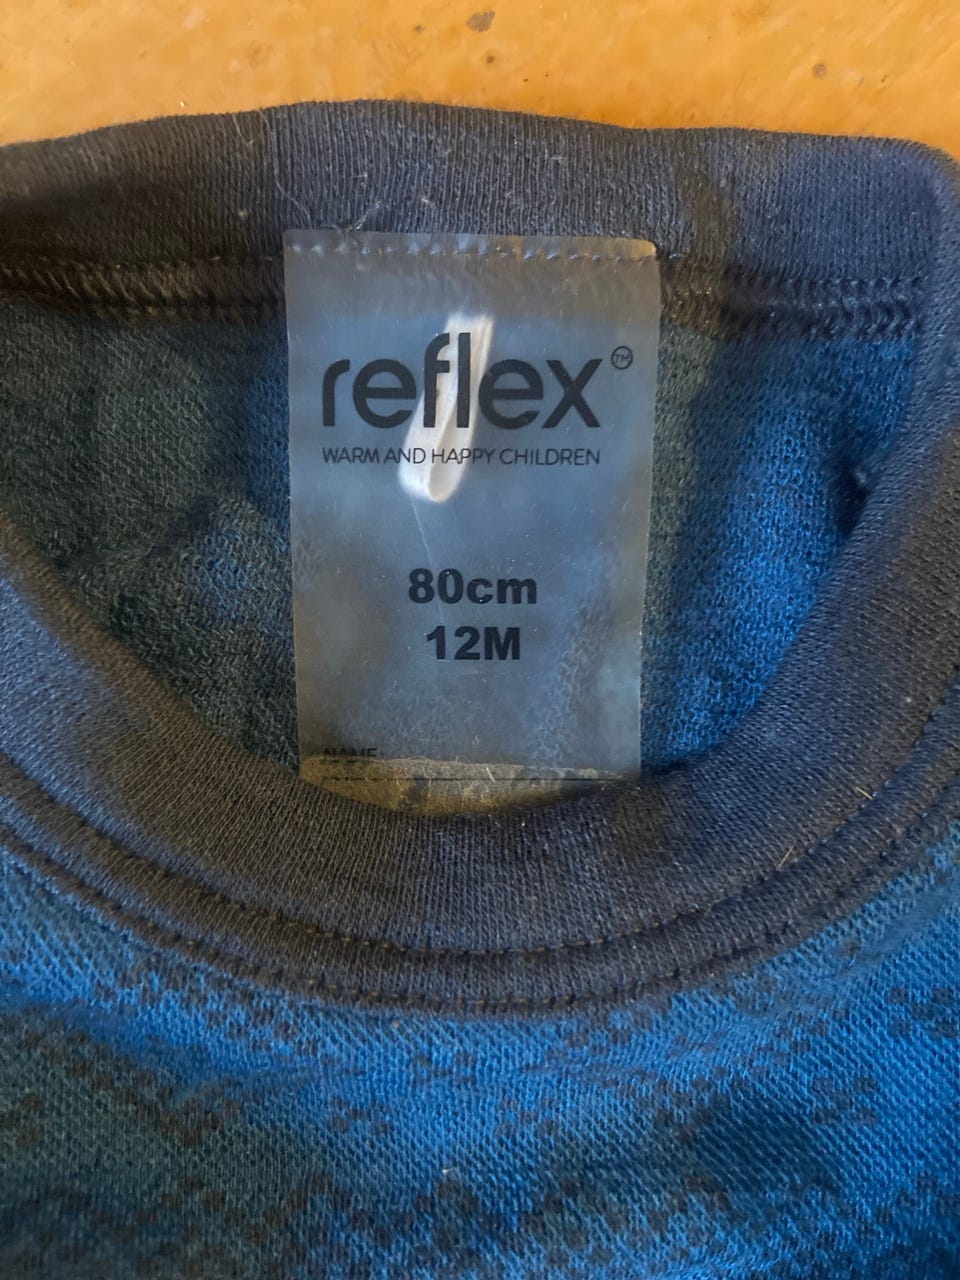 reflex™
WARM AND HAPPY CHILDREN
80cm
12M
NAME: